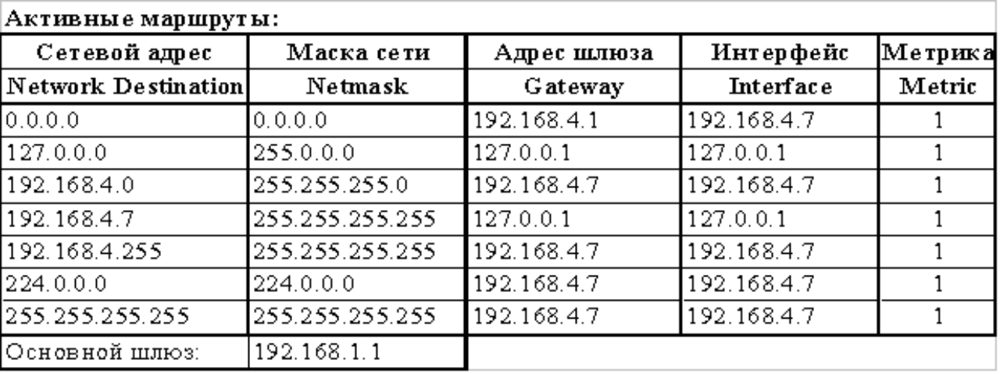 Активные маршруты:
Сетевой адрес Маска сети Адрес шлюза Интерфейс Метрика
Network Destination Netmask Gateway Interface Metric
0.0.0.0 0.0.0.0 192.168.4.1 192.168.4.7 1
127.0.0.0 255.0.0.0 127.0.0.1 127.0.0.1 1
192.168.4.0 255.255.255.0 192.168.4.7 192.168.4.7 1
192.168.4.7 255.255.255.255 127.0.0.1 127.0.0.1 1
192.168.4.255 255.255.255.255 192.168.4.7 192.168.4.7 1
224.0.0.0 224.0.0.0 192.168.4.7 192.168.4.7 1
255.255.255.255 255.255.255.255 192.168.4.7 192.168.4.7 1
Основной шлюз: 192.168.1.1